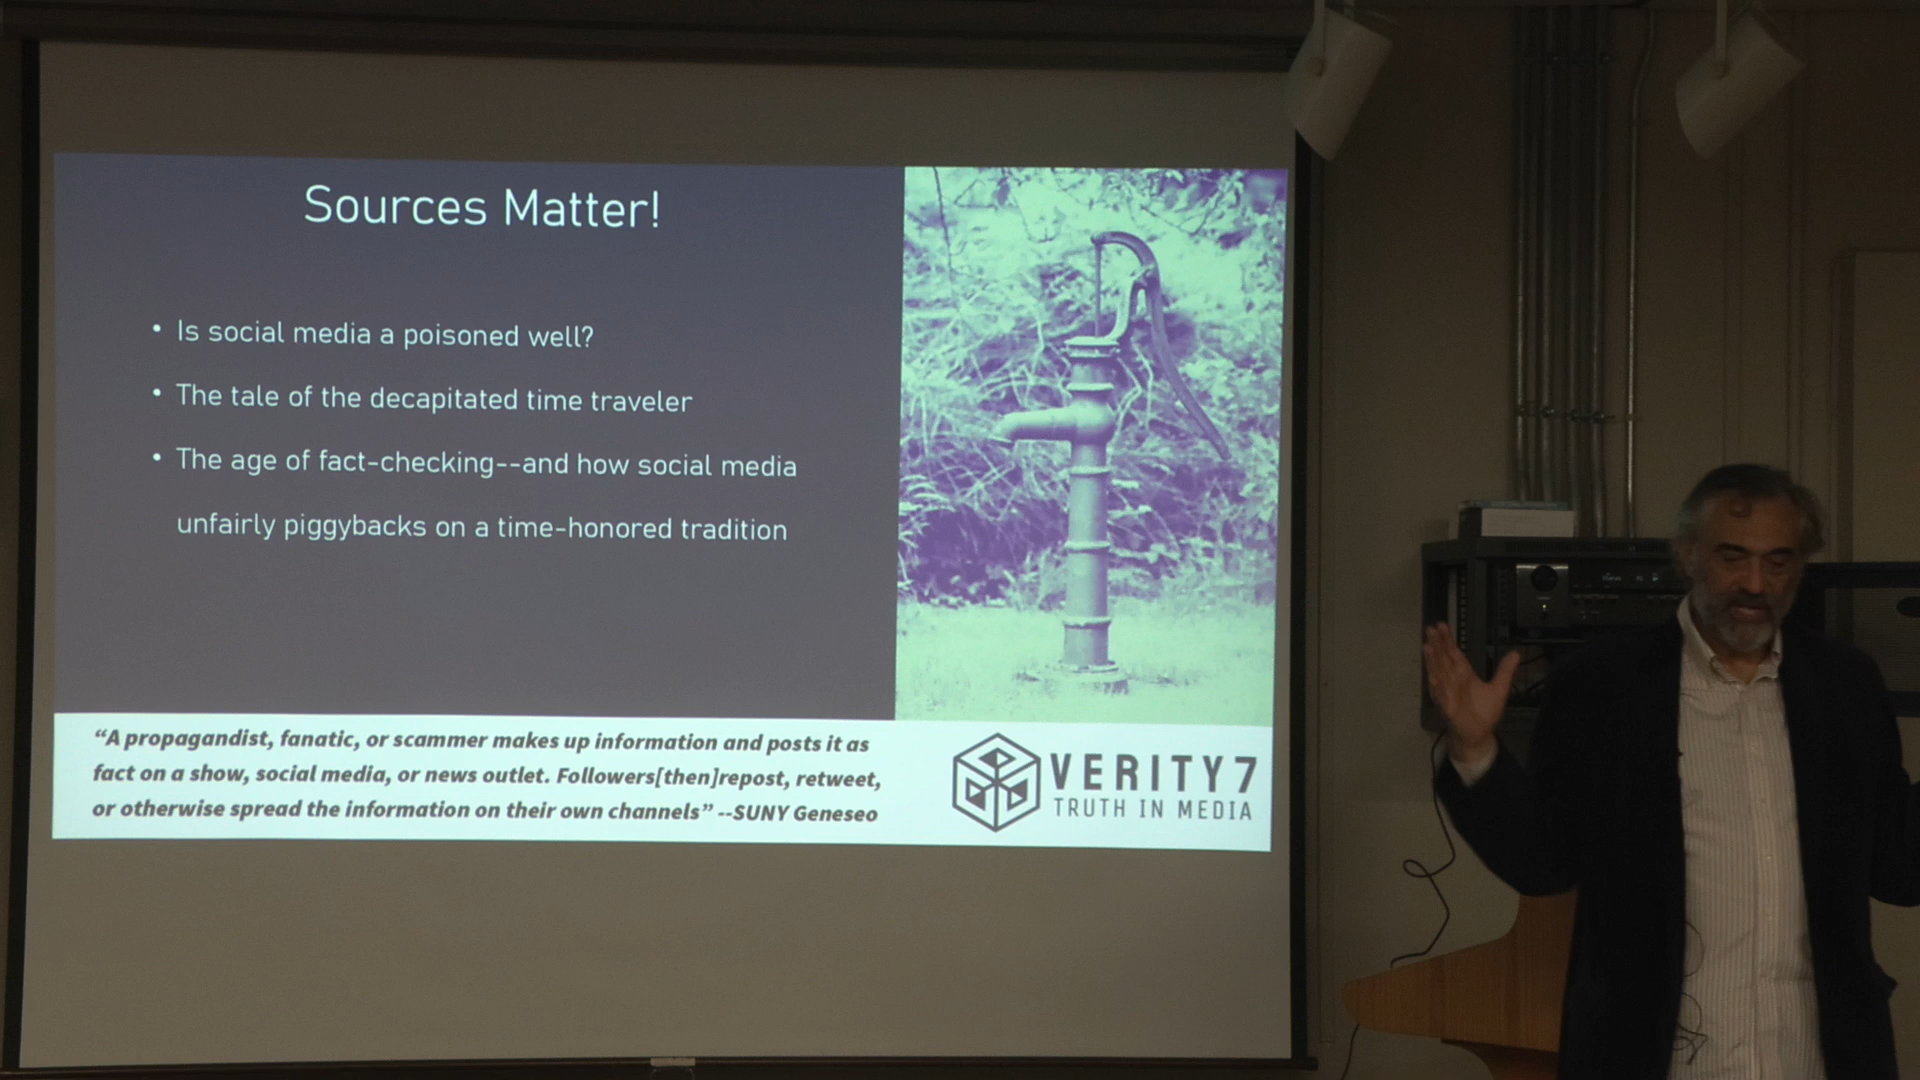 Sources Matter!
• Is social media a poisoned well?
• The tale of the decapitated time traveler
• The age of fact-checking--and how social media
unfairly piggybacks on a time-honored tradition
“A propagandist, fanatic, or scammer makes up information and posts it as
fact on a show, social media, or news outlet. Followers[then]repost, retweet,
or otherwise spread the information on their own channels” --SUNY Geneseo
VERITY7
TRUTH IN MEDIA